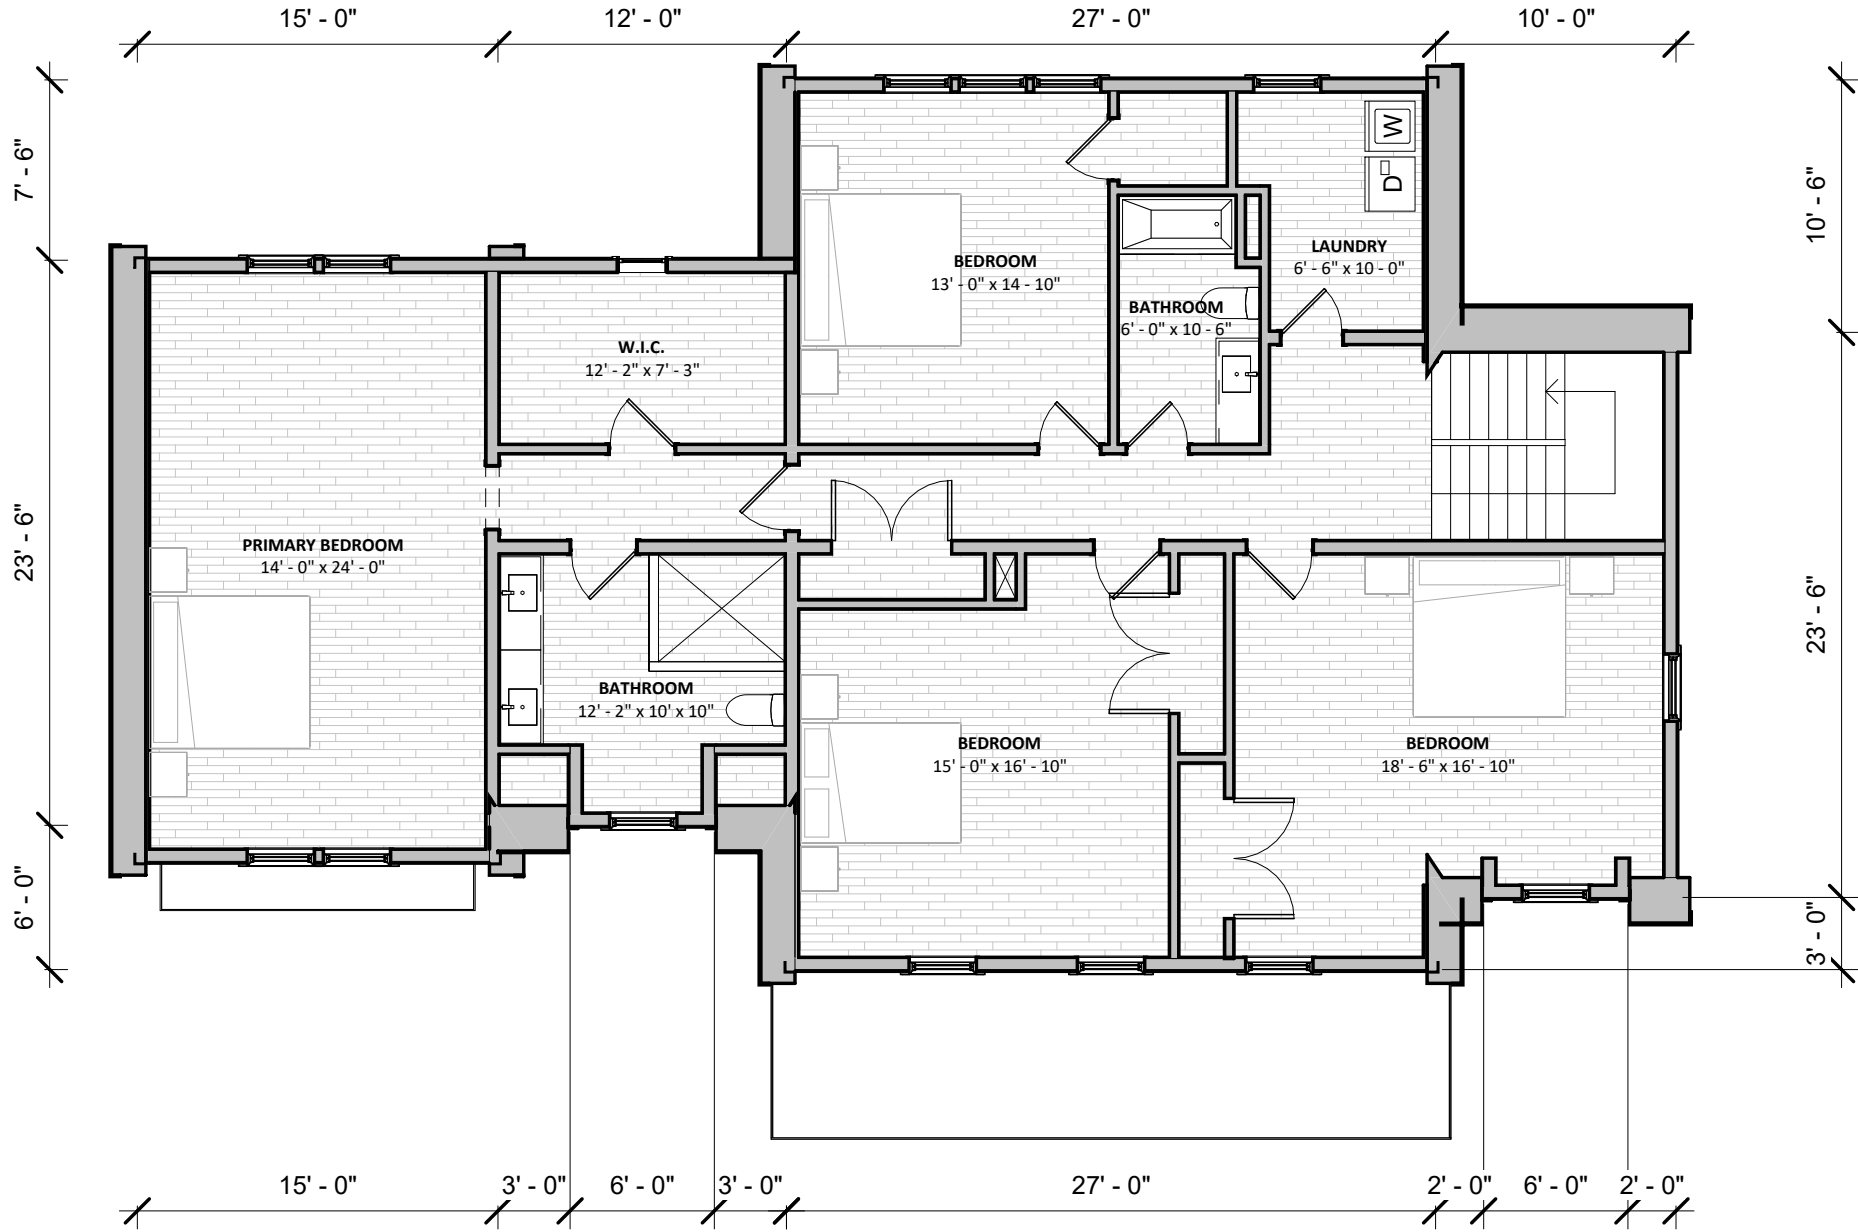 15' - 0"
12' - 0"
27' - 0"
10' - 0"
7' - 6"
23' - 6"
6' - 0"
10' - 6"
23' - 6"
3' - 0"
W
D
BEDROOM
13' - 0" x 14 - 10"
LAUNDRY
6' - 6" x 10 - 0"
BATHROOM
6' - 0" x 10 - 6"
W.I.C.
12' - 2" x 7' - 3"
PRIMARY BEDROOM
14' - 0" x 24' - 0"
BATHROOM
12' - 2" x 10' x 10"
BEDROOM
15' - 0" x 16' - 10"
BEDROOM
18' - 6" x 16' - 10"
15' - 0"
3' - 0"
6' - 0"
3' - 0"
27' - 0"
2' - 0"
6' - 0"
2' - 0"